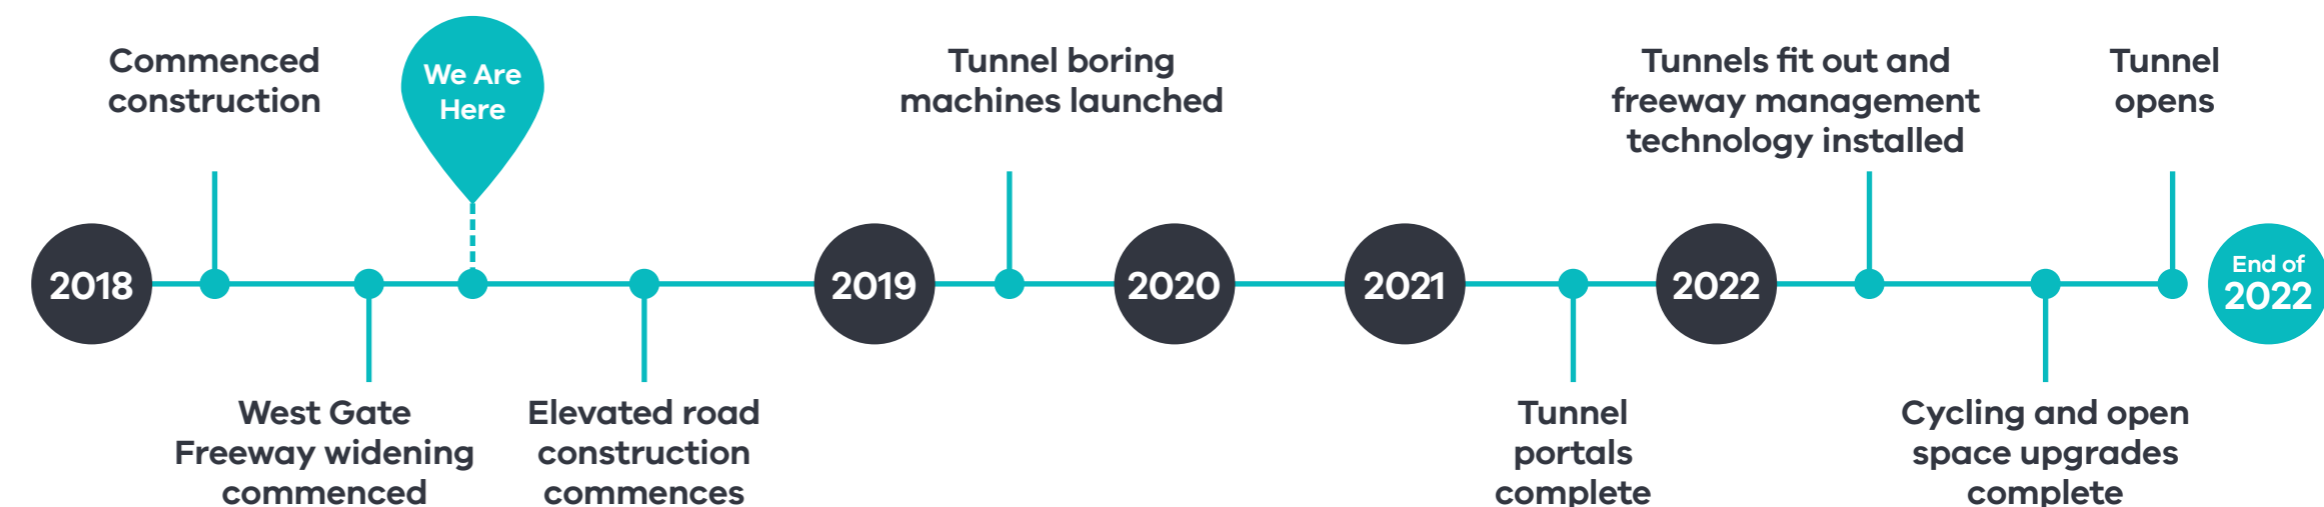 Commenced
construction
We Are
Here
Tunnel boring
machines launched
Tunnels fit out and
freeway management
technology installed
Tunnel
opens
2018
2019
2020
2021
2022
End of
2022
West Gate
Freeway widening
commenced
Elevated road
construction
commences
Tunnel
portals
complete
Cycling and open
space upgrades
complete